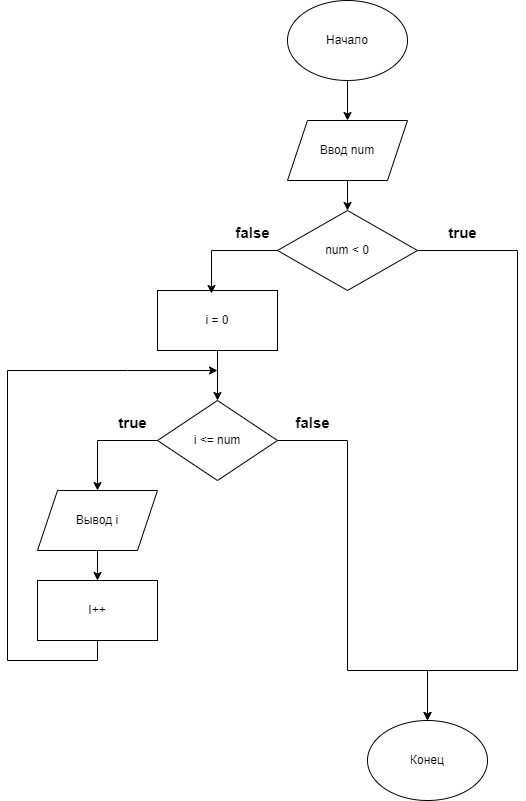 Начало
Ввод num
num < 0
false
true
i = 0
i <= num
true
false
Вывод i
I++
Конец